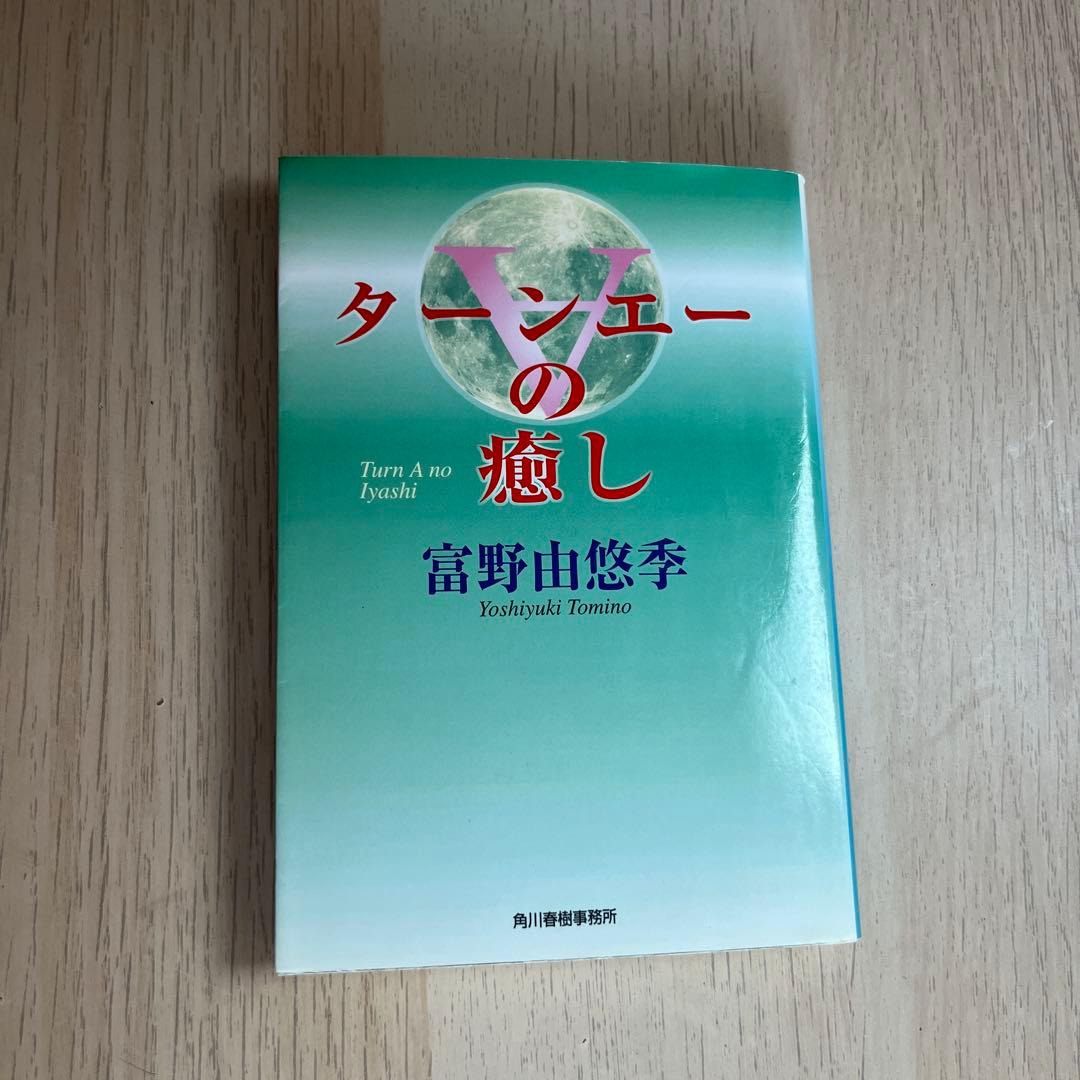 ∀
ターンエー
の
癒し
Turn A no
Iyashi
富野由悠季
Yoshiyuki Tomino
角川春樹事務所